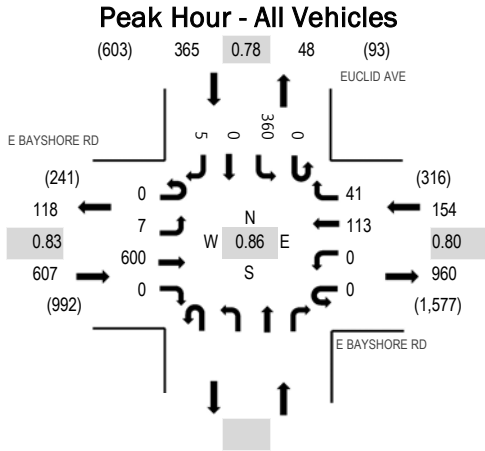 Peak Hour - All Vehicles
(603) 365 0.78 48 (93)
EUCLID AVE
E BAYSHORE RD
5 0 360 0
(241) (316)
0 41
118 154
7 113
N
0.83 W 0.86 E 0.80
600 0
S
607 960
0 0
(992) (1,577)
E BAYSHORE RD